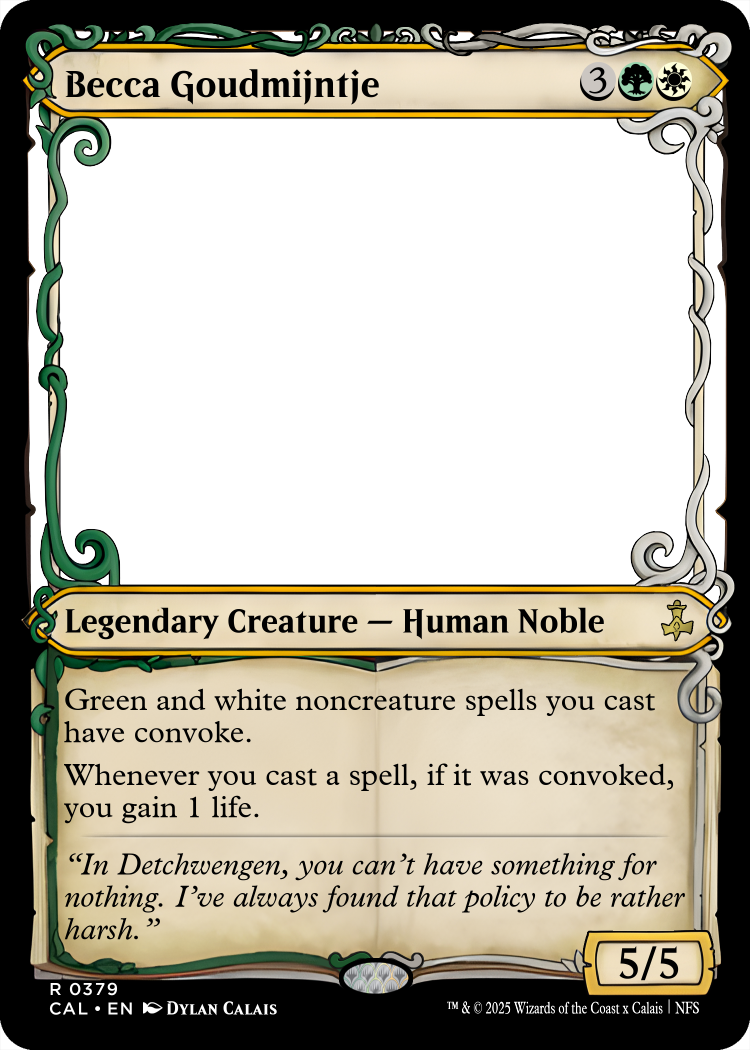 Becca Goudmijntje
3
Legendary Creature — Human Noble
Green and white noncreature spells you cast
have convoke.
Whenever you cast a spell, if it was convoked,
you gain 1 life.
“In Detchwengen, you can’t have something for
nothing. I’ve always found that policy to be rather
harsh.”
5/5
R 0379
CAL • EN Dylan Calais
™ & © 2025 Wizards of the Coast x Calais | NFS